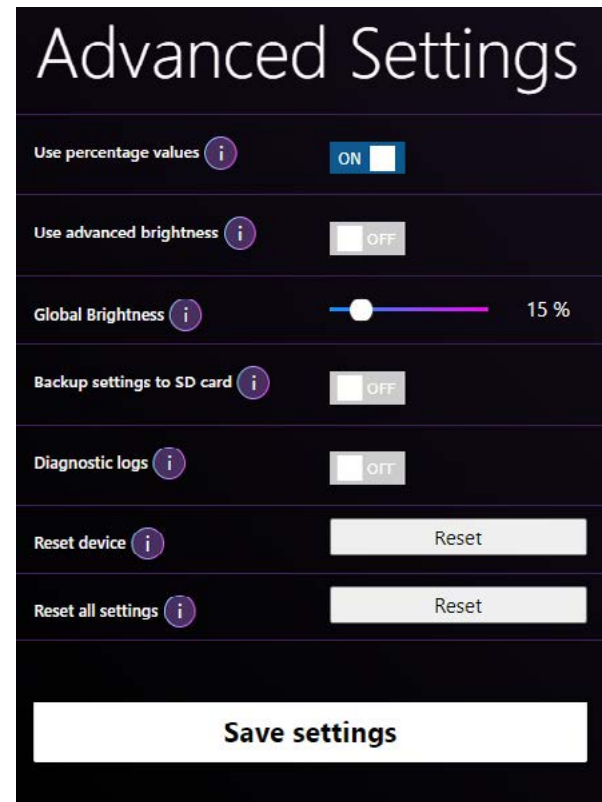 Advanced Settings
Use percentage values i ON
Use advanced brightness i OFF
Global Brightness i 15 %
Backup settings to SD card i OFF
Diagnostic logs i OFF
Reset device i Reset
Reset all settings i Reset
Save settings